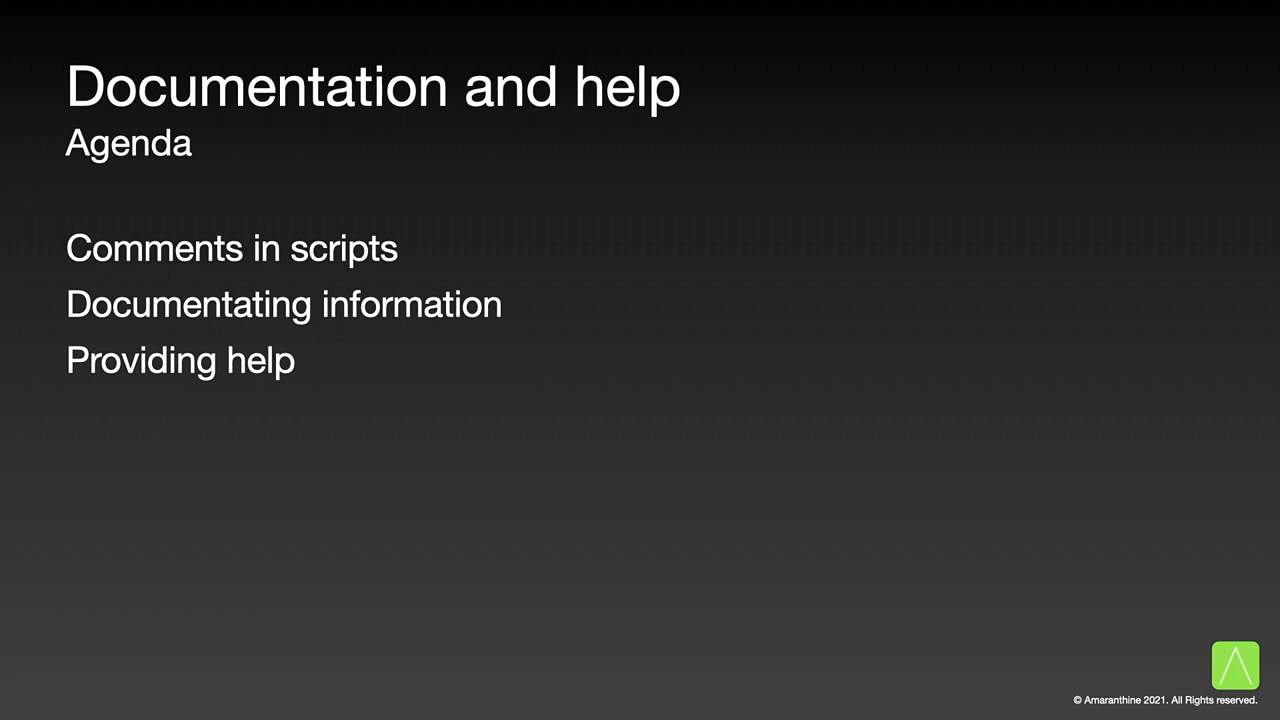 Documentation and help
Agenda
Comments in scripts
Documentating information
Providing help
© Amaranthine 2021. All Rights reserved.